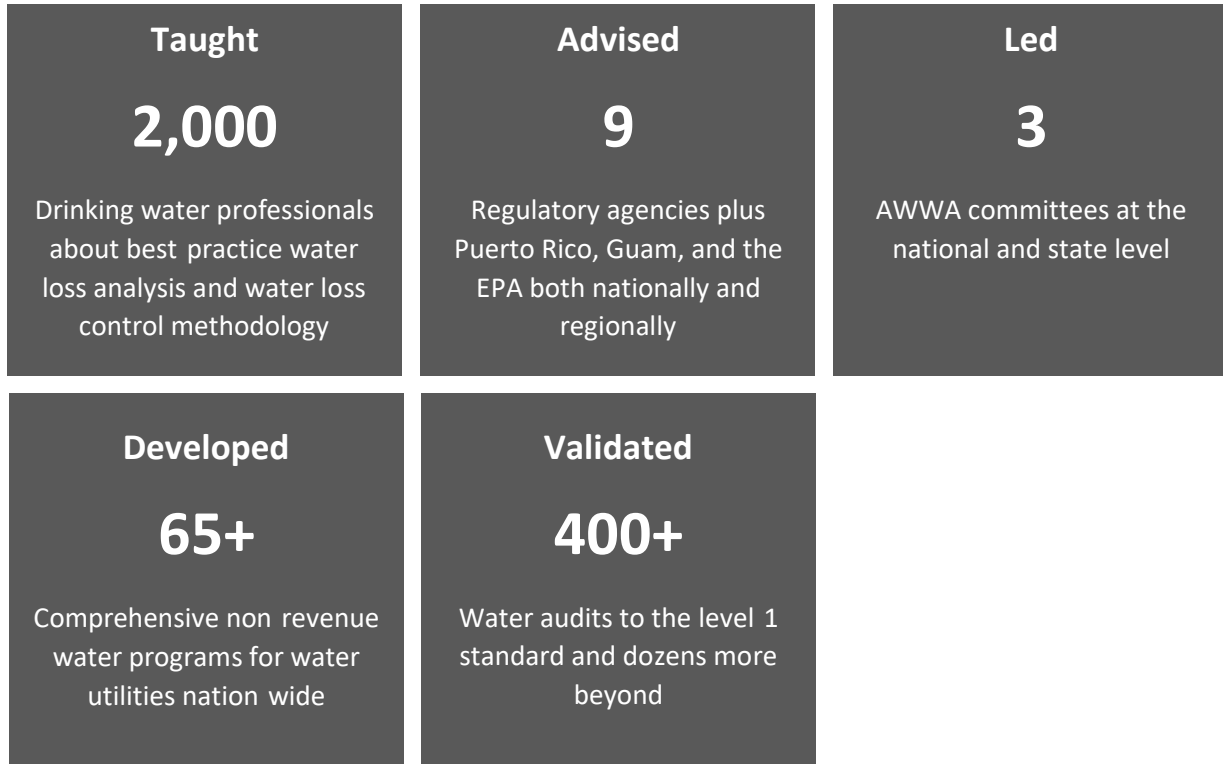 Taught
2,000
Drinking water professionals
about best practice water
loss analysis and water loss
control methodology
Advised
9
Regulatory agencies plus
Puerto Rico, Guam, and the
EPA both nationally and
regionally
Led
3
AWWA committees at the
national and state level
Developed
65+
Comprehensive non revenue
water programs for water
utilities nation wide
Validated
400+
Water audits to the level 1
standard and dozens more
beyond